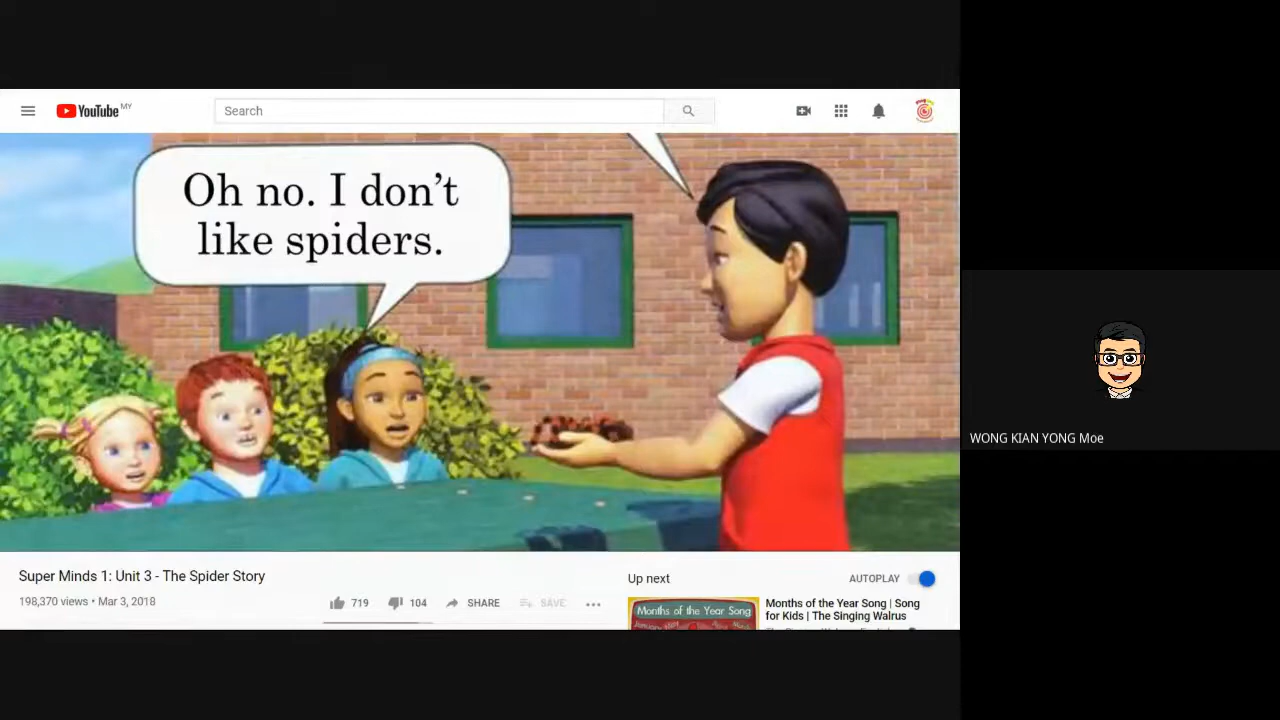 YouTube MY
Search
Oh no. I don't
like spiders.
WONG KIAN YONG Moe
Super Minds 1: Unit 3 - The Spider Story
198,370 views • Mar 3, 2018
719
104
SHARE
SAVE
Up next
AUTOPLAY
Months of the Year Song
Months of the Year Song | Song
for Kids | The Singing Walrus